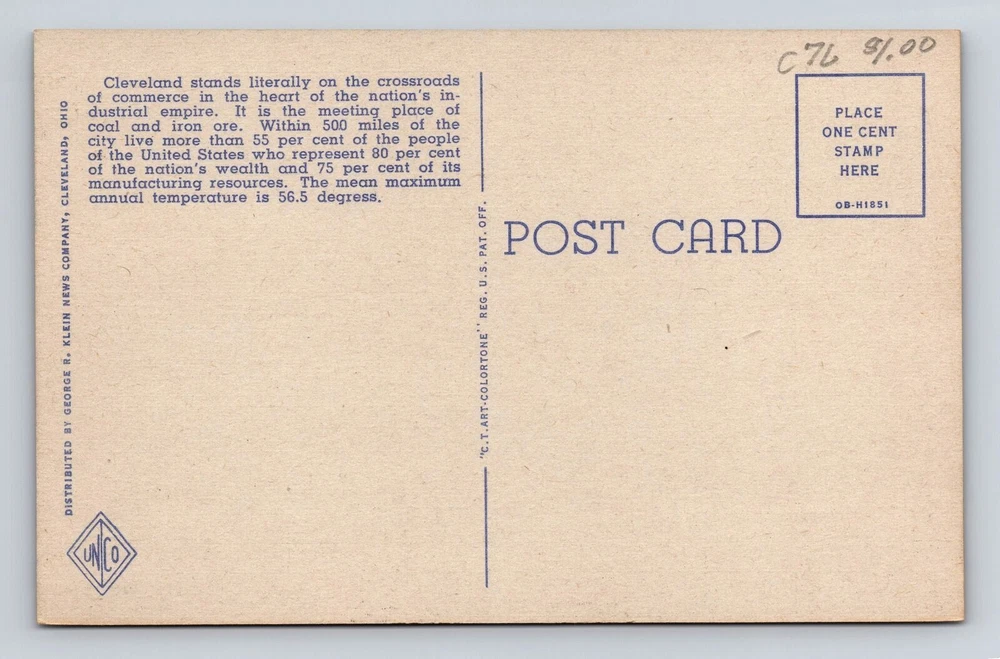 C76 $1.00
Cleveland stands literally on the crossroads
of commerce in the heart of the nation's in-
dustrial empire. It is the meeting place of
coal and iron ore. Within 500 miles of the
city live more than 55 per cent of the people
of the United States who represent 80 per cent
of the nation's wealth and 75 per cent of its
manufacturing resources. The mean maximum
annual temperature is 56.5 degress.
DISTRIBUTED BY GEORGE R. KLEIN NEWS COMPANY, CLEVELAND, OHIO
UNCO
"C.T.ART-COLORTONE" REG. U.S. PAT. OFF.
POST CARD
PLACE
ONE CENT
STAMP
HERE
OB-H1851